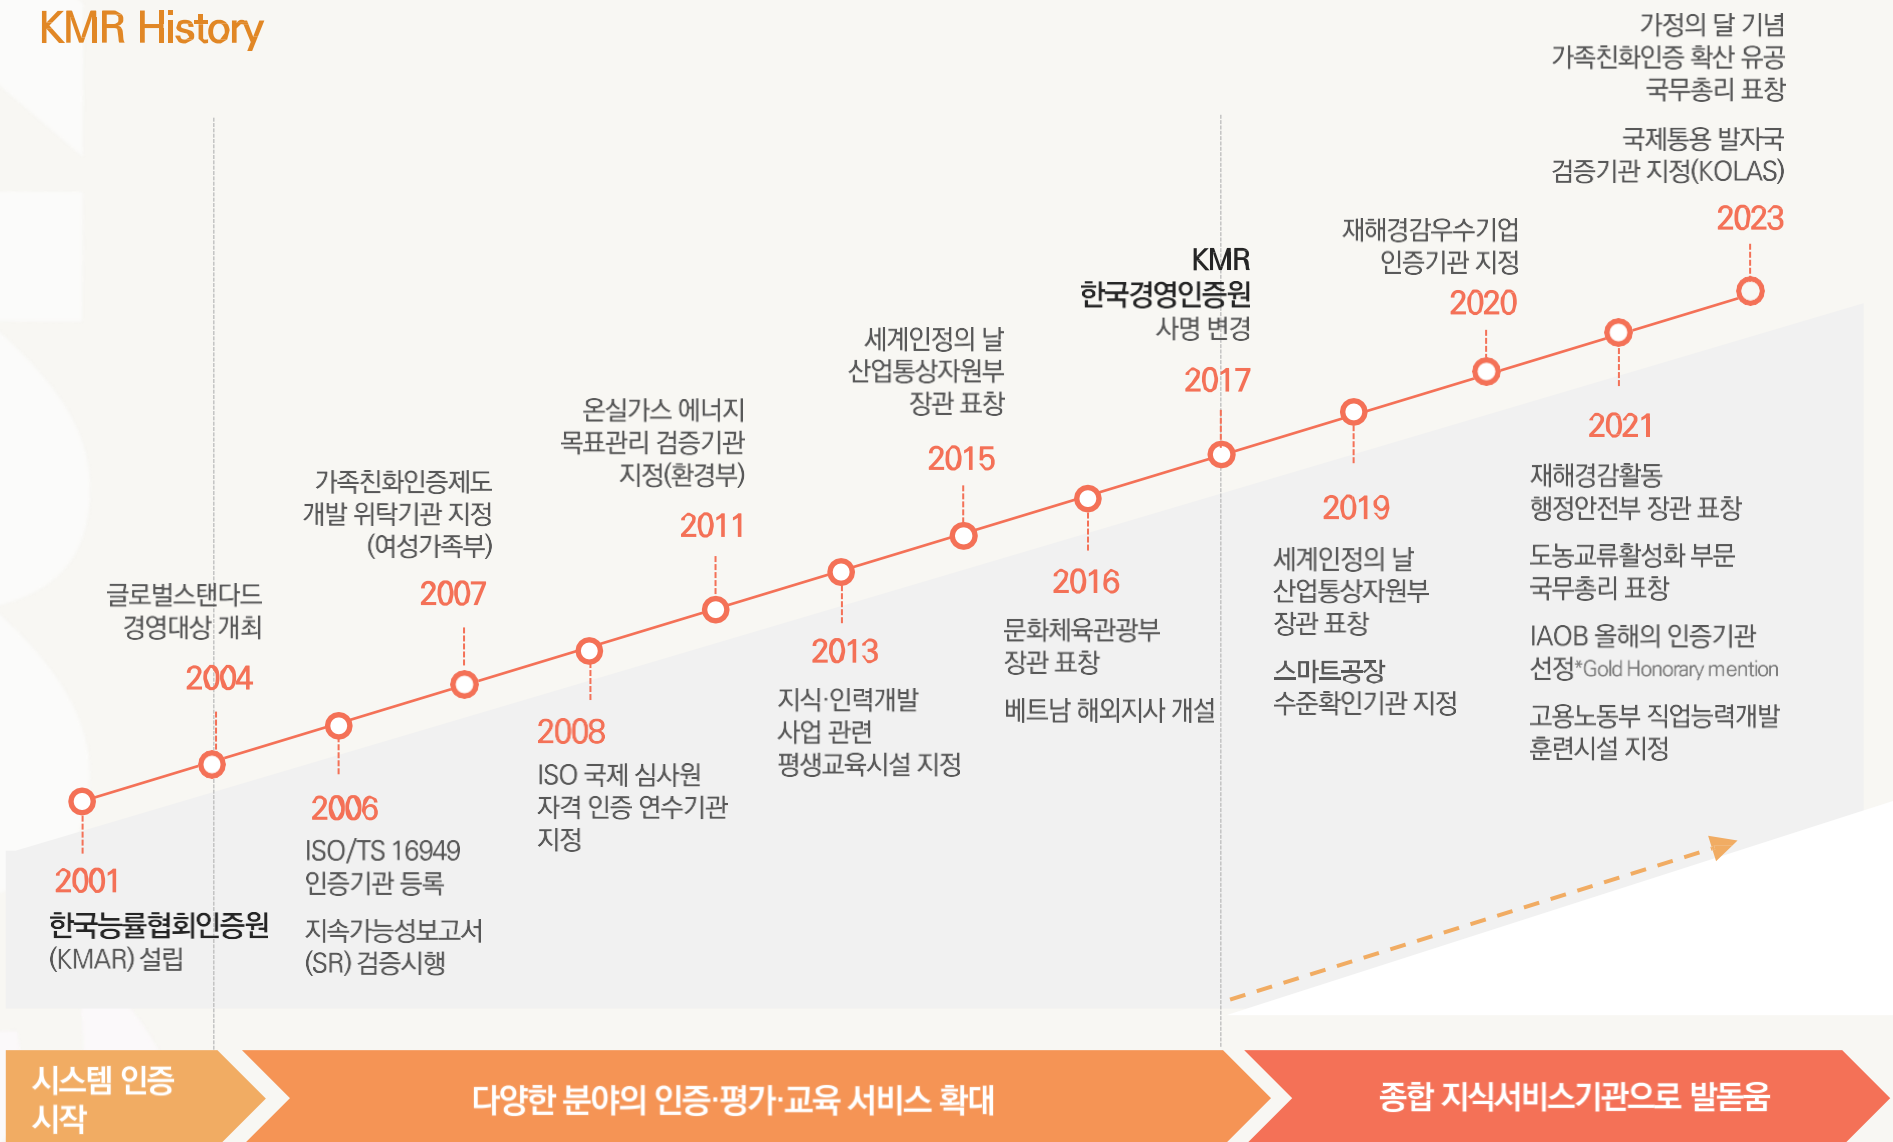 KMR History
2001
한국능률협회인증원
(KMAR) 설립
글로벌스탠다드
경영대상 개최
2004
2006
ISO/TS 16949
인증기관 등록
지속가능성보고서
(SR) 검증시행
가족친화인증제도
개발 위탁기관 지정
(여성가족부)
2007
2008
ISO 국제 심사원
자격 인증 연수기관
지정
온실가스 에너지
목표관리 검증기관
지정(환경부)
2011
2013
지식·인력개발
사업 관련
평생교육시설 지정
세계인정의 날
산업통상자원부
장관 표창
2015
2016
문화체육관광부
장관 표창
베트남 해외지사 개설
KMR
한국경영인증원
사명 변경
2017
2019
세계인정의 날
산업통상자원부
장관 표창
스마트공장
수준확인기관 지정
재해경감우수기업
인증기관 지정
2020
2021
재해경감활동
행정안전부 장관 표창
도농교류활성화 부문
국무총리 표창
IAOB 올해의 인증기관
선정*Gold Honorary mention
고용노동부 직업능력개발
훈련시설 지정
가정의 달 기념
가족친화인증 확산 유공
국무총리 표창
국제통용 발자국
검증기관 지정(KOLAS)
2023
시스템 인증
시작
다양한 분야의 인증·평가·교육 서비스 확대
종합 지식서비스기관으로 발돋움